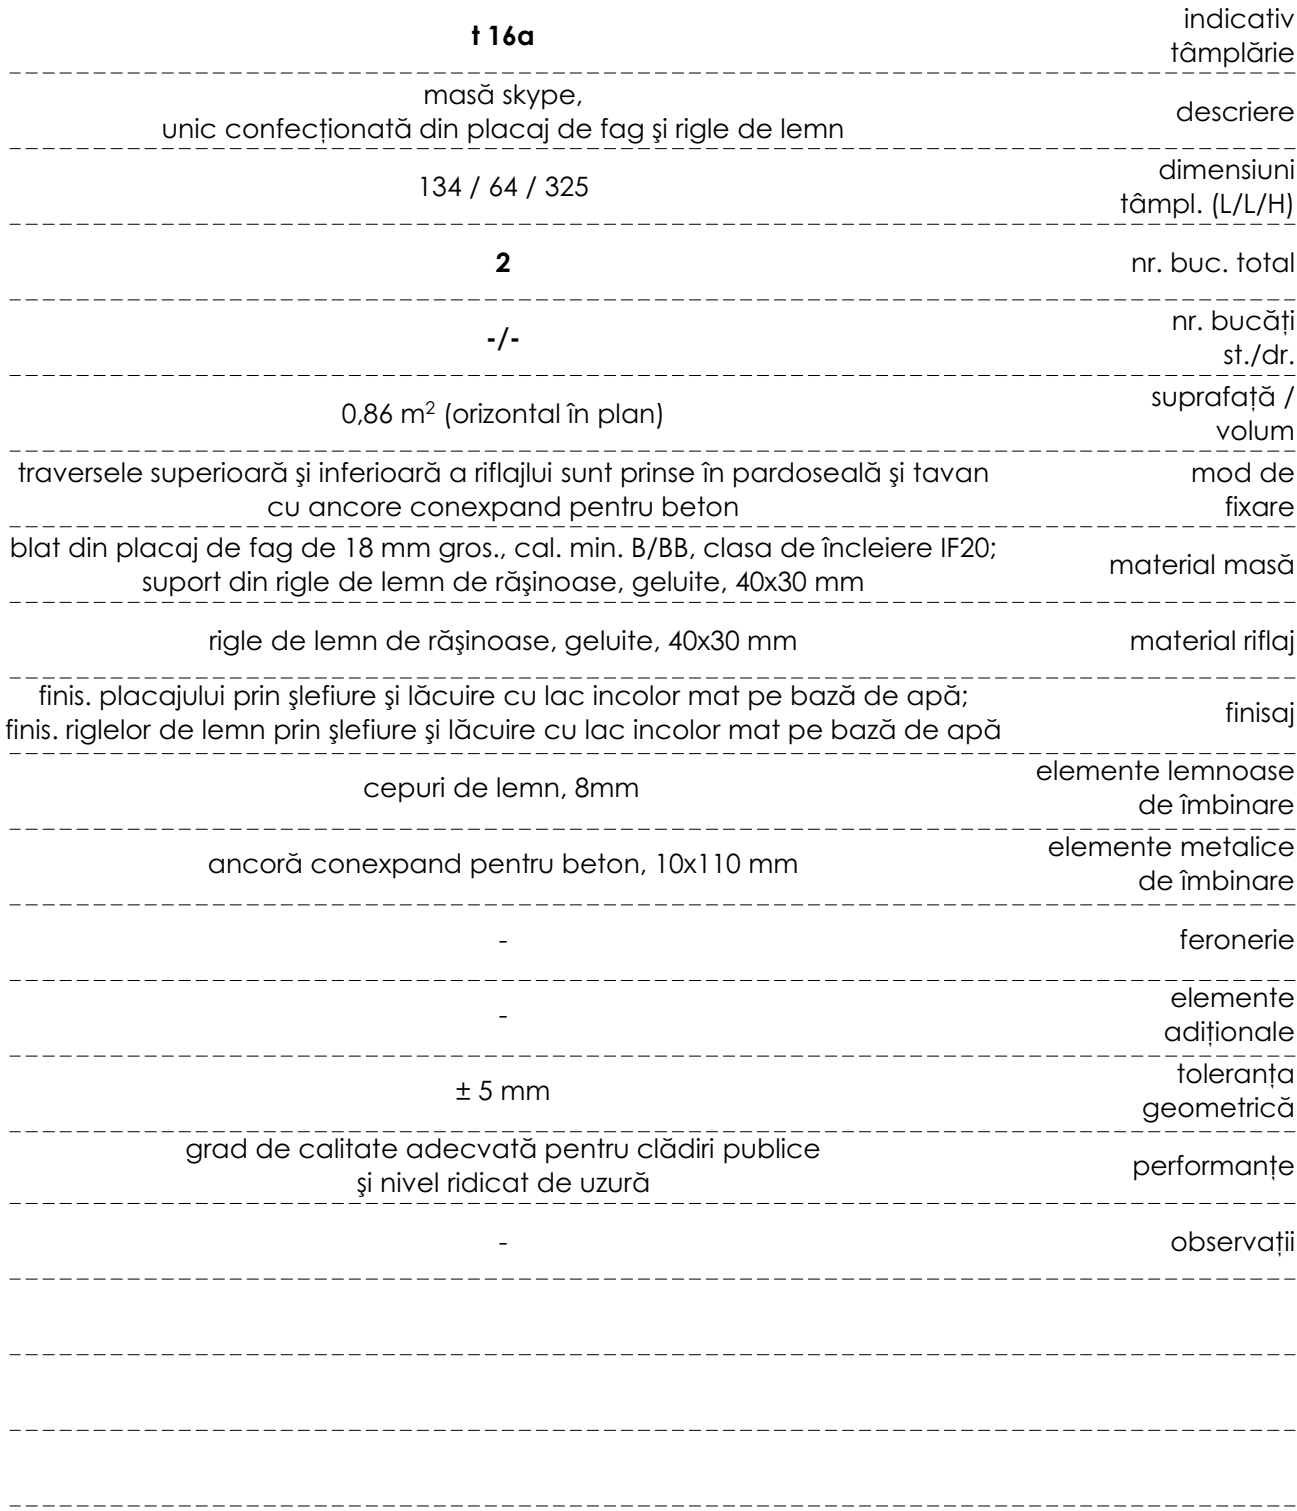 t 16a
indicativ
tâmplărie
masă skype,
unic confecționată din placaj de fag şi rigle de lemn
descriere
134 / 64 / 325
dimensiuni
tâmpl. (L/L/H)
2
nr. buc. total
-/-
nr. bucăți
st./dr.
0,86 m² (orizontal în plan)
suprafață /
volum
traversele superioară şi inferioară a riflajlui sunt prinse în pardoseală şi tavan
cu ancore conexpand pentru beton
mod de
fixare
blat din placaj de fag de 18 mm gros., cal. min. B/BB, clasa de încleiere IF20;
suport din rigle de lemn de răşinoase, geluite, 40x30 mm
material masă
rigle de lemn de răşinoase, geluite, 40x30 mm
material riflaj
finis. placajului prin şlefiure şi lăcuire cu lac incolor mat pe bază de apă;
finis. riglelor de lemn prin şlefiure şi lăcuire cu lac incolor mat pe bază de apă
finisaj
cepuri de lemn, 8mm
elemente lemnoase
de îmbinare
ancoră conexpand pentru beton, 10x110 mm
elemente metalice
de îmbinare
-
feronerie
-
elemente
adiționale
± 5 mm
toleranța
geometrică
grad de calitate adecvată pentru clădiri publice
şi nivel ridicat de uzură
performanțe
-
observații